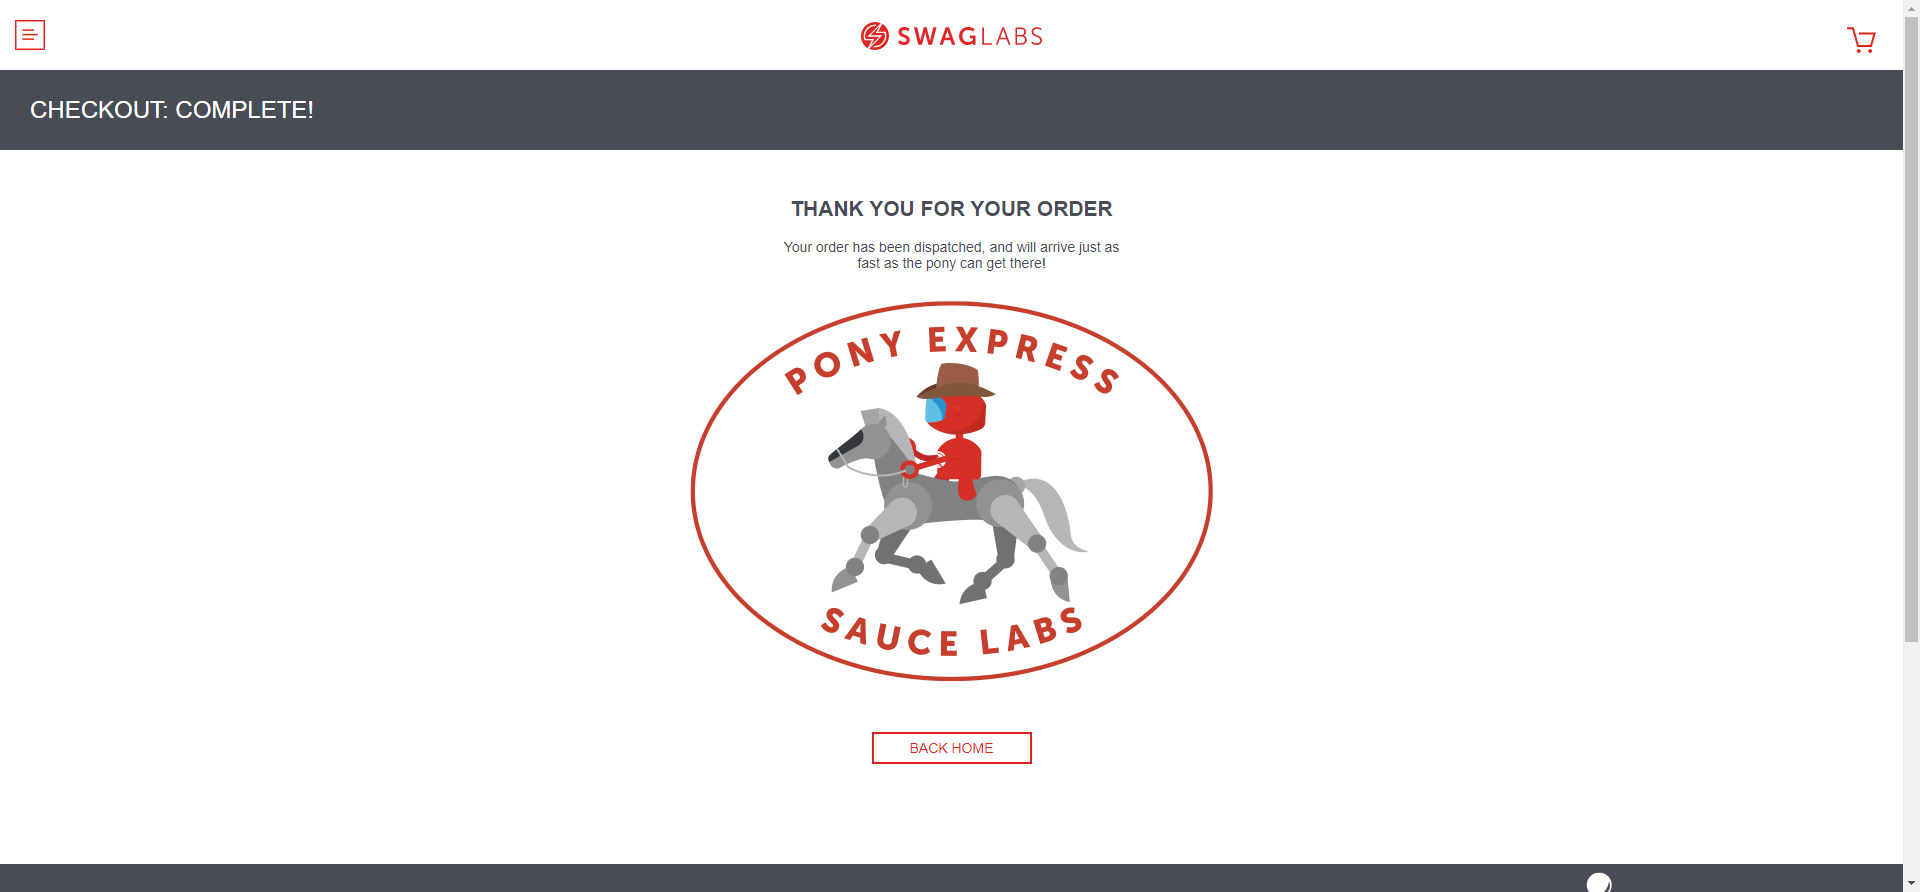 SWAGLABS
CHECKOUT: COMPLETE!
THANK YOU FOR YOUR ORDER
Your order has been dispatched, and will arrive just as
fast as the pony can get there!
PONY EXPRESS
SAUCE LABS
BACK HOME